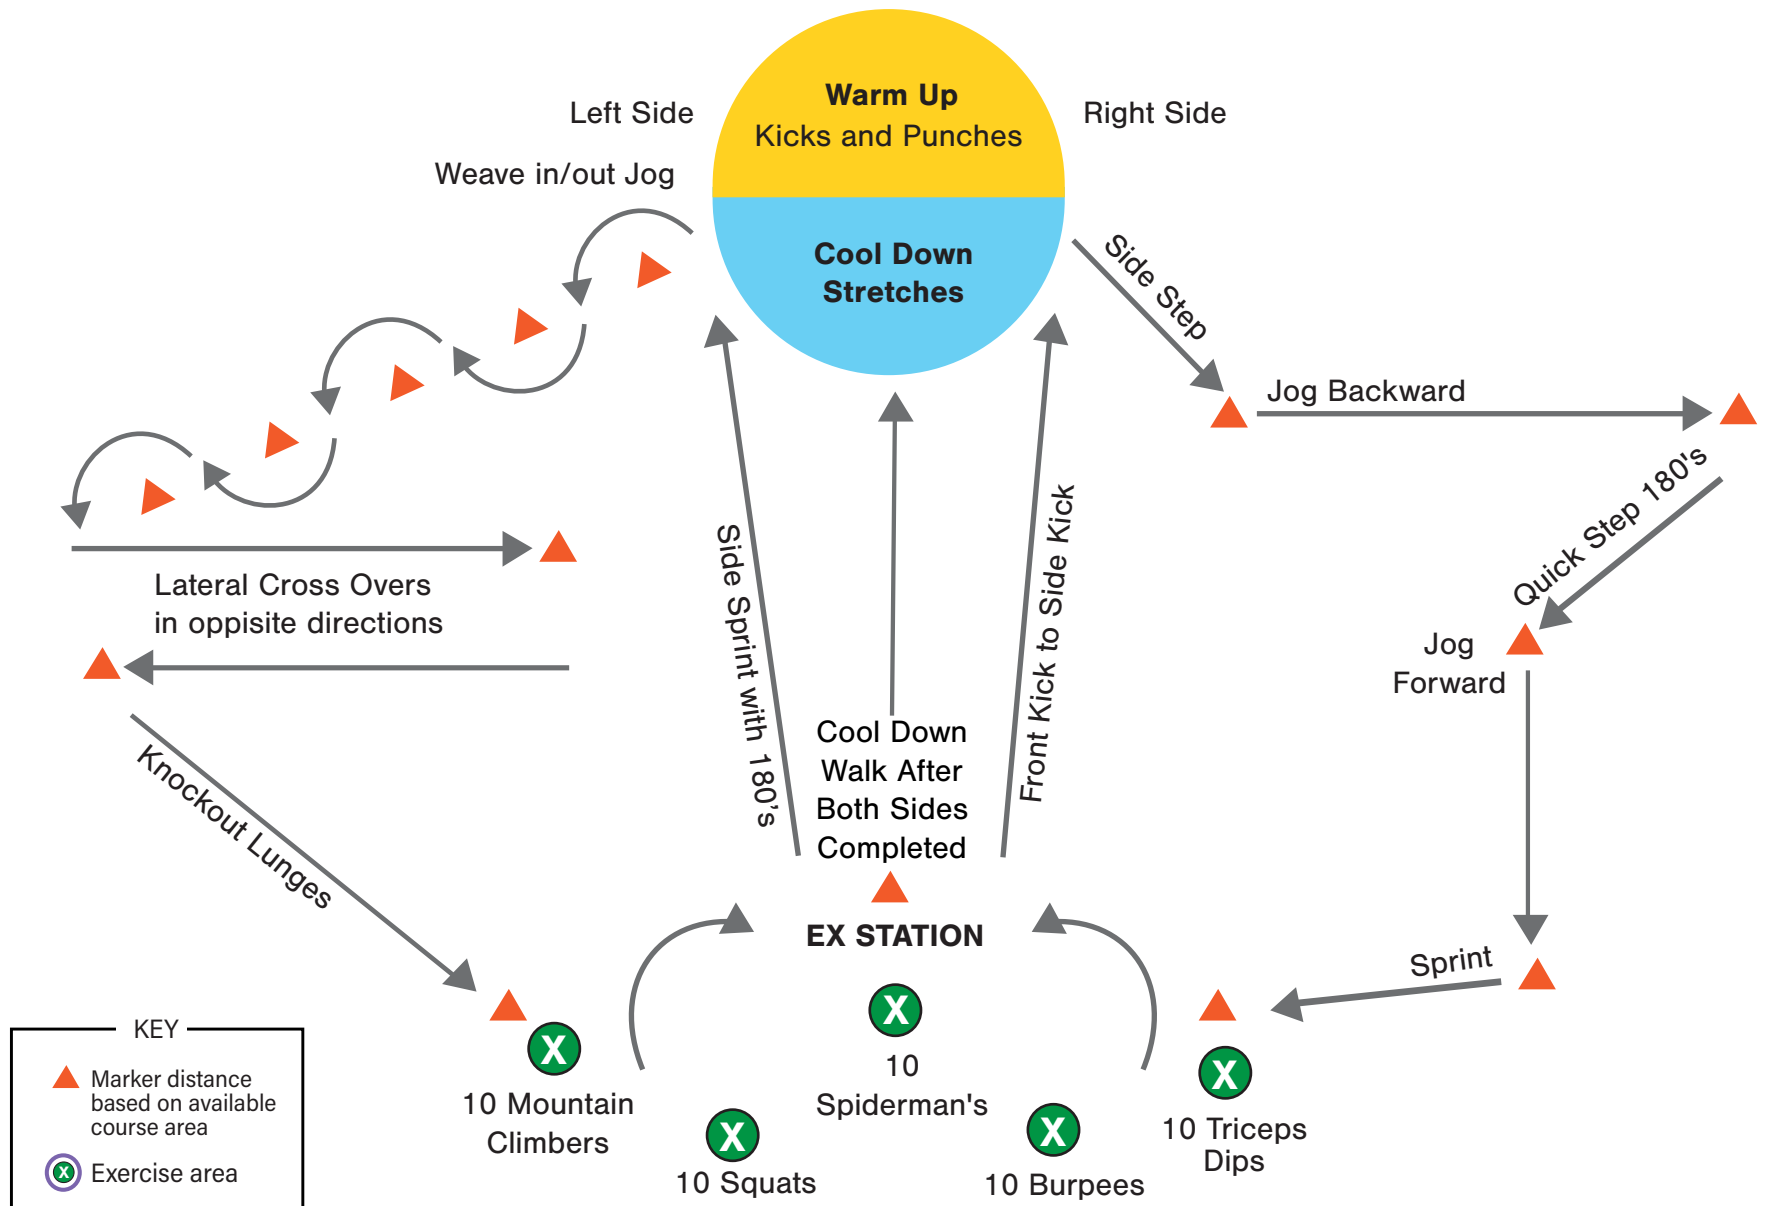 Warm Up
Kicks and Punches
Left Side
Right Side
Weave in/out Jog
Cool Down
Stretches
Side Step
Jog Backward
Quick Step 180's
Jog
Forward
Sprint
Lateral Cross Overs
in oppisite directions
Knockout Lunges
Side Sprint with 180's
Front Kick to Side Kick
Cool Down
Walk After
Both Sides
Completed
EX STATION
X
10 Mountain
Climbers
X
10 Squats
X
10
Spiderman's
X
10 Burpees
X
10 Triceps
Dips
KEY
Marker distance
based on available
course area
X
Exercise area